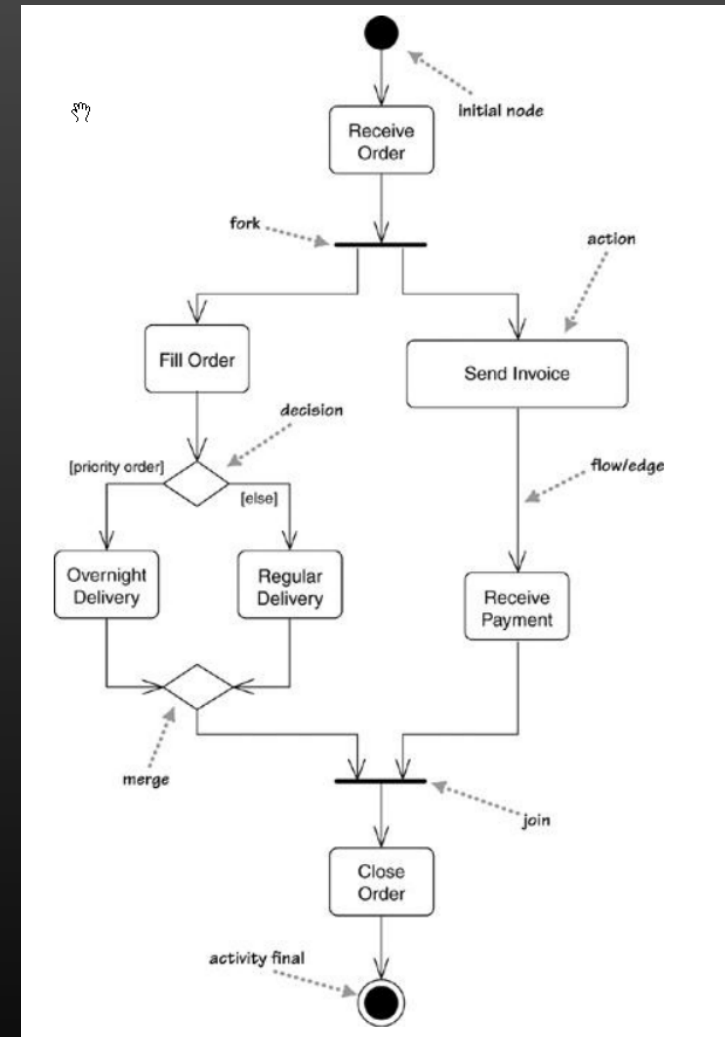 initial node
Receive
Order
fork
action
Fill Order
Send Invoice
decision
[priority order]
[else]
flow/edge
Overnight
Delivery
Regular
Delivery
Receive
Payment
merge
join
Close
Order
activity final